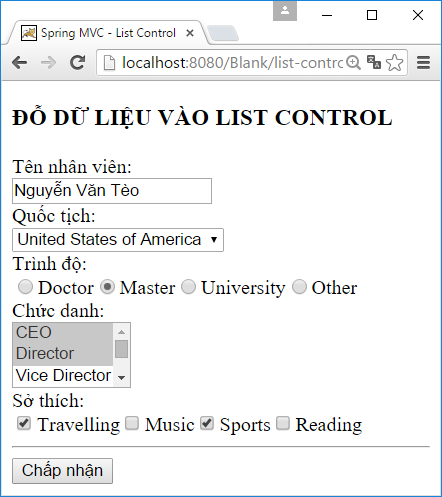 Spring MVC - List Control
localhost:8080/Blank/list-contro
ĐỖ DỮ LIỆU VÀO LIST CONTROL
Tên nhân viên:
Nguyễn Văn Tèo
Quốc tịch:
United States of America
Trình độ:
Doctor Master University Other
Chức danh:
CEO
Director
Vice Director
Sở thích:
Travelling Music Sports Reading
Chấp nhận